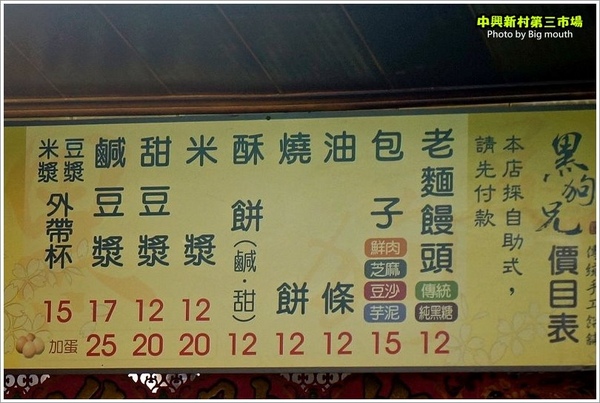 中興新村第三市場
Photo by Big mouth
黑狗兄
價目表
本店採自助式，
請先付款
老麵饅頭
傳統
純黑糖
12
包子
鮮肉
芝麻
豆沙
芋泥
15
油條
12
燒餅
12
酥餅(鹹·甜)
12
米漿
12
20
甜豆漿
12
20
鹹豆漿
17
25
豆漿
米漿
外帶杯
15
加蛋